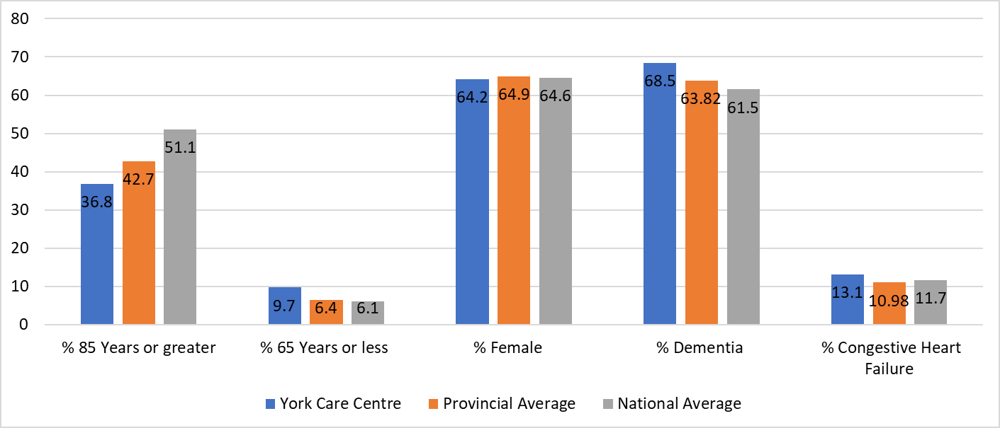 80
70
60
50
40
30
20
10
0
36.8 42.7 51.1
9.7 6.4 6.1
64.2 64.9 64.6
68.5 63.82 61.5
13.1 10.98 11.7
% 85 Years or greater
% 65 Years or less
% Female
% Dementia
% Congestive Heart
Failure
York Care Centre Provincial Average National Average